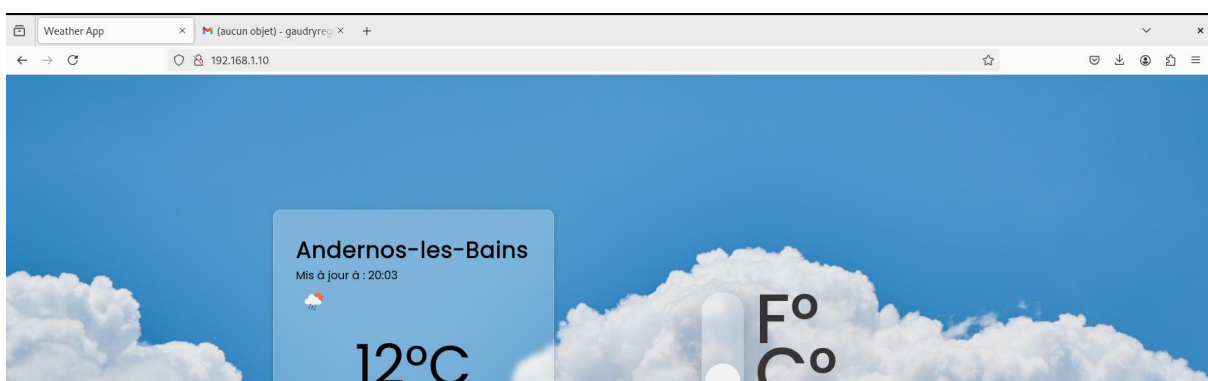 Weather App
(aucun objet) - gaudryreg
192.168.1.10
Andernos-les-Bains
Mis à jour à : 20:03
12°C
F°
C°